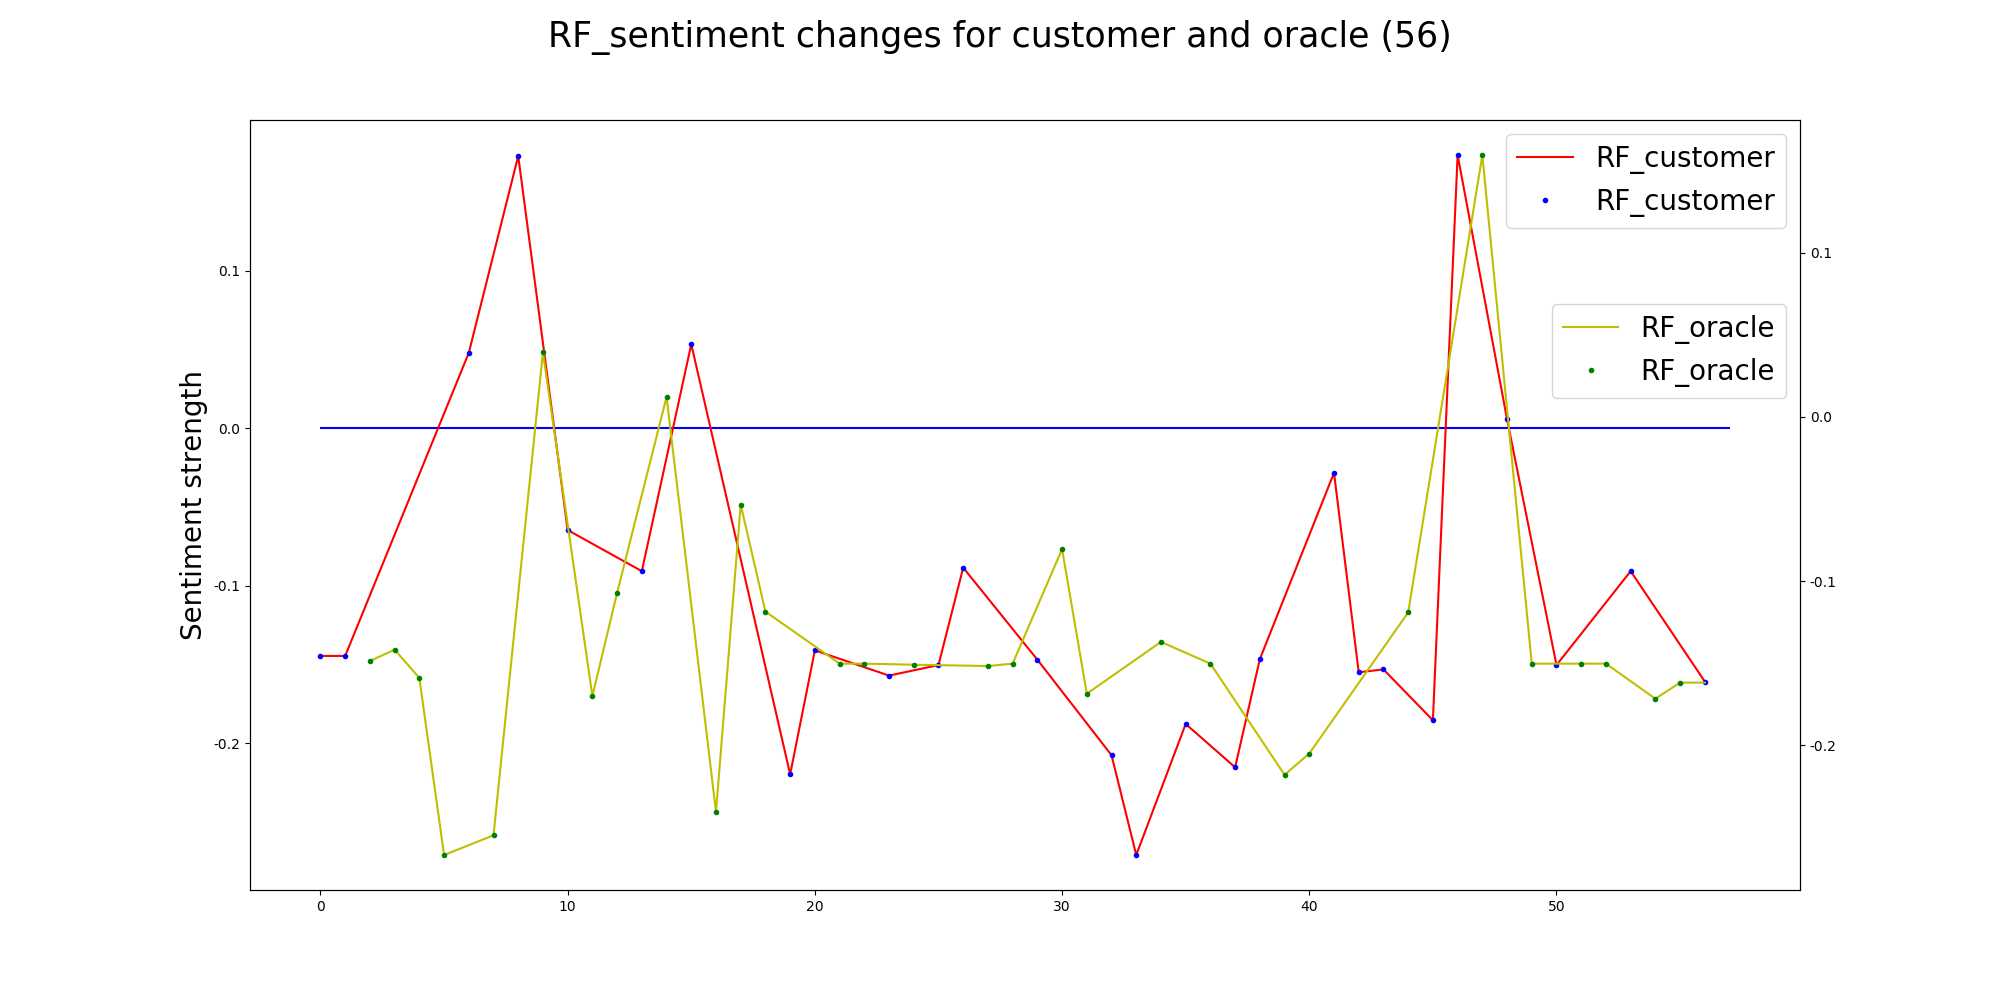 RF_sentiment changes for customer and oracle (56)
RF_customer
RF_customer
RF_oracle
RF_oracle
Sentiment strength
0.1
0.0
-0.1
-0.2
0.1
0.0
-0.1
-0.2
0 10 20 30 40 50